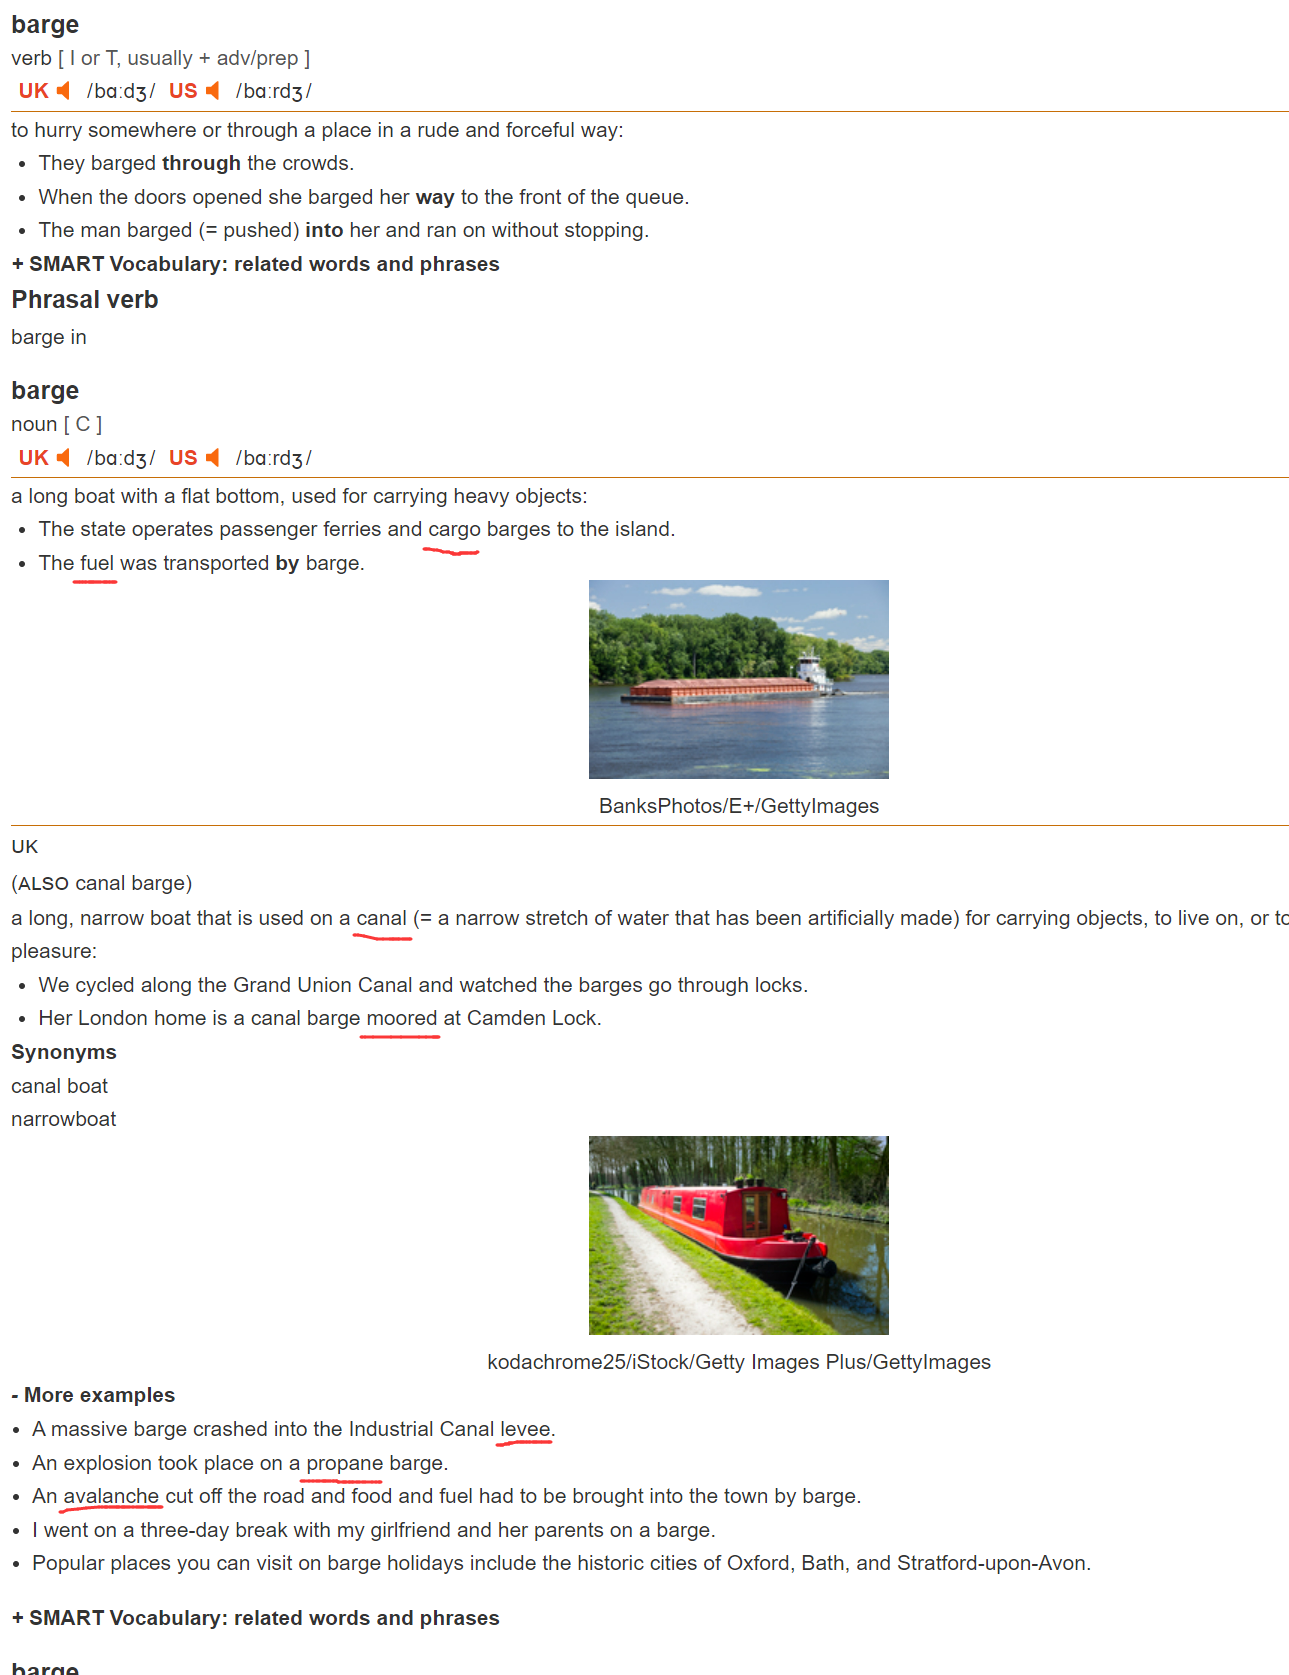 barge
verb [ I or T, usually + adv/prep ]
UK /bɑːdʒ/ US /bɑːrdʒ/
to hurry somewhere or through a place in a rude and forceful way:
• They barged through the crowds.
• When the doors opened she barged her way to the front of the queue.
• The man barged (= pushed) into her and ran on without stopping.
+ SMART Vocabulary: related words and phrases
Phrasal verb
barge in
barge
noun [ C ]
UK /bɑːdʒ/ US /bɑːrdʒ/
a long boat with a flat bottom, used for carrying heavy objects:
• The state operates passenger ferries and cargo barges to the island.
• The fuel was transported by barge.
BanksPhotos/E+/GettyImages
UK
(ALSO canal barge)
a long, narrow boat that is used on a canal (= a narrow stretch of water that has been artificially made) for carrying objects, to live on, or to
pleasure:
• We cycled along the Grand Union Canal and watched the barges go through locks.
• Her London home is a canal barge moored at Camden Lock.
Synonyms
canal boat
narrowboat
kodachrome25/iStock/Getty Images Plus/GettyImages
- More examples
• A massive barge crashed into the Industrial Canal levee.
• An explosion took place on a propane barge.
• An avalanche cut off the road and food and fuel had to be brought into the town by barge.
• I went on a three-day break with my girlfriend and her parents on a barge.
• Popular places you can visit on barge holidays include the historic cities of Oxford, Bath, and Stratford-upon-Avon.
+ SMART Vocabulary: related words and phrases
barge